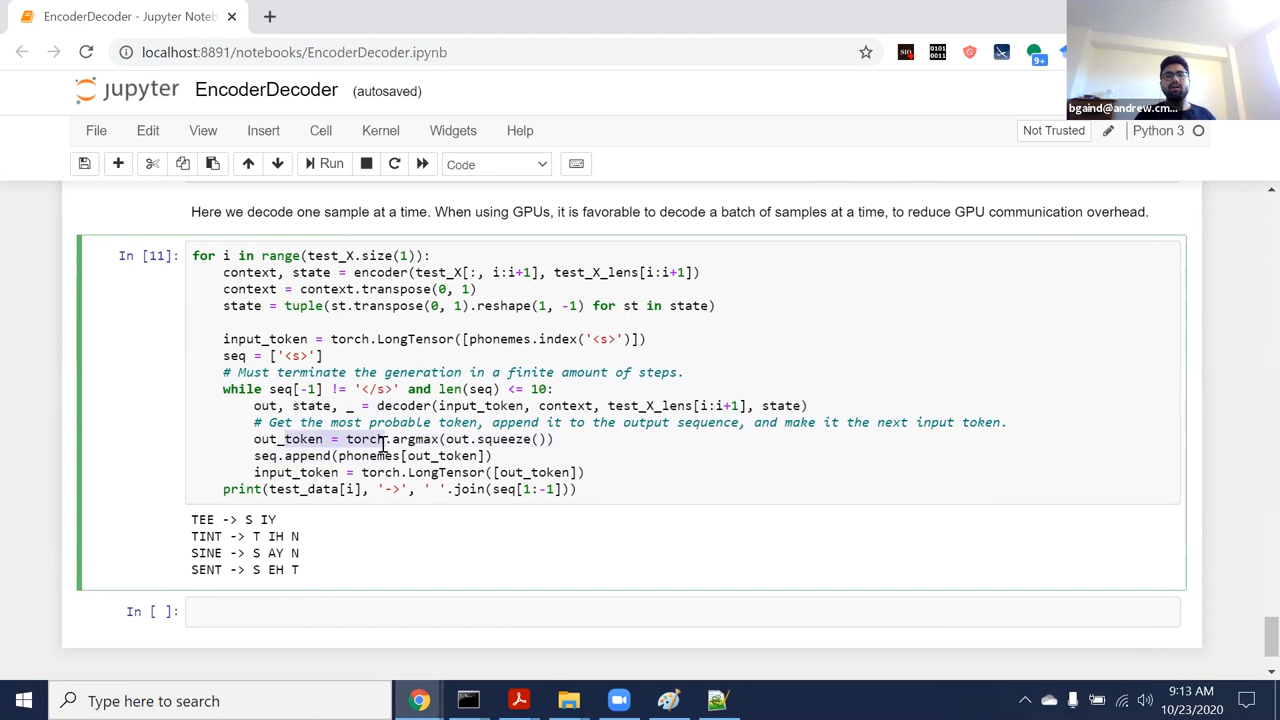 EncoderDecoder - Jupyter Noteb
localhost:8891/notebooks/EncoderDecoder.ipynb
SIO
0101
0011
9+
bgaind@andrew.cm...
jupyter EncoderDecoder (autosaved)
File Edit View Insert Cell Kernel Widgets Help
Not Trusted Python 3
Run Code
Here we decode one sample at a time. When using GPUs, it is favorable to decode a batch of samples at a time, to reduce GPU communication overhead.
In [11]:
for i in range(test_X.size(1)):
context, state = encoder(test_X[:, i:i+1], test_X_lens[i:i+1])
context = context.transpose(0, 1)
state = tuple(st.transpose(0, 1).reshape(1, -1) for st in state)
input_token = torch.LongTensor([phonemes.index('<s>')])
seq = ['<s>']
# Must terminate the generation in a finite amount of steps.
while seq[-1] != '</s>' and len(seq) <= 10:
out, state, _ = decoder(input_token, context, test_X_lens[i:i+1], state)
# Get the most probable token, append it to the output sequence, and make it the next input token.
out_token = torch.argmax(out.squeeze())
seq.append(phonemes[out_token])
input_token = torch.LongTensor([out_token])
print(test_data[i], '->', ' '.join(seq[1:-1]))
TEE -> S IY
TINT -> T IH N
SINE -> S AY N
SENT -> S EH T
In [ ]:
Type here to search
9:13 AM
10/23/2020